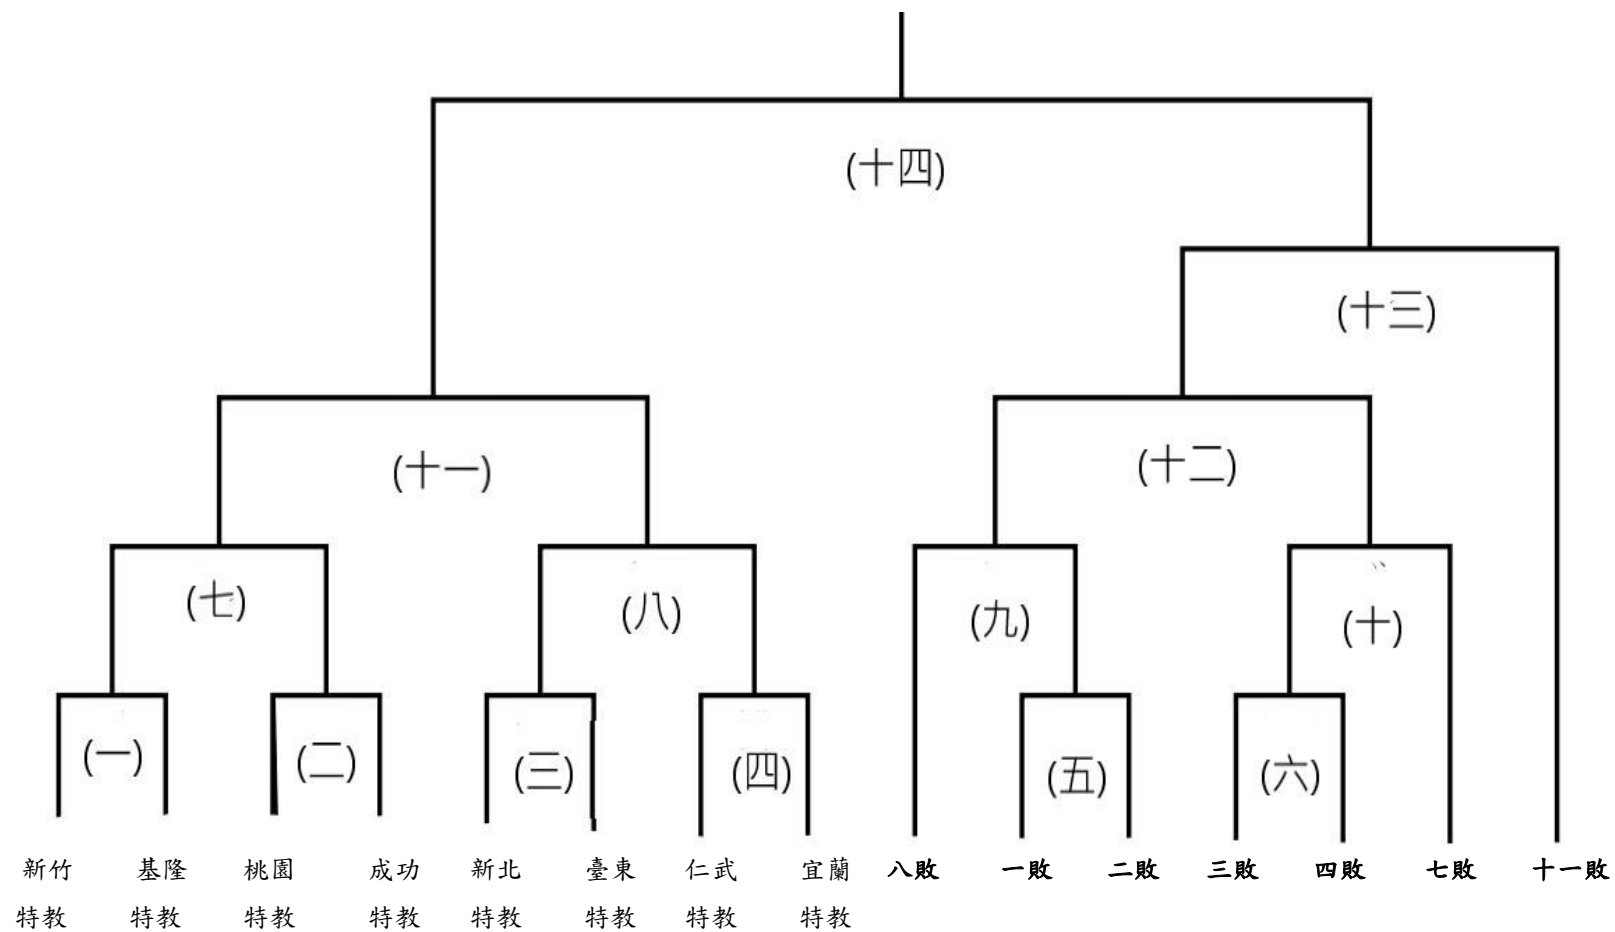 (十四)
(十三)
(十一) (十二)
(七) (八) (九) (十)
(一) (二) (三) (四) (五) (六)
新竹 基隆 桃園 成功 新北 臺東 仁武 宜蘭 八敗 一敗 二敗 三敗 四敗 七敗 十一敗
特教 特教 特教 特教 特教 特教 特教 特教